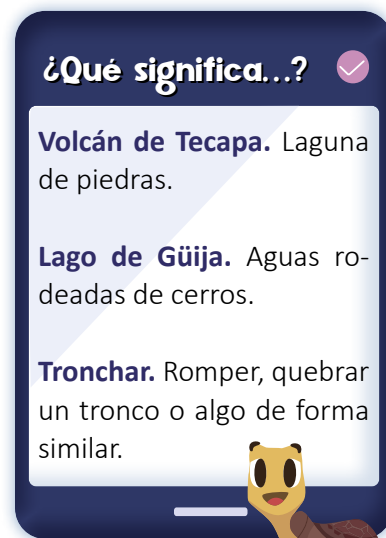 ¿Qué significa...?
Volcán de Tecapa. Laguna
de piedras.
Lago de Güija. Aguas ro-
deadas de cerros.
Tronchar. Romper, quebrar
un tronco o algo de forma
similar.